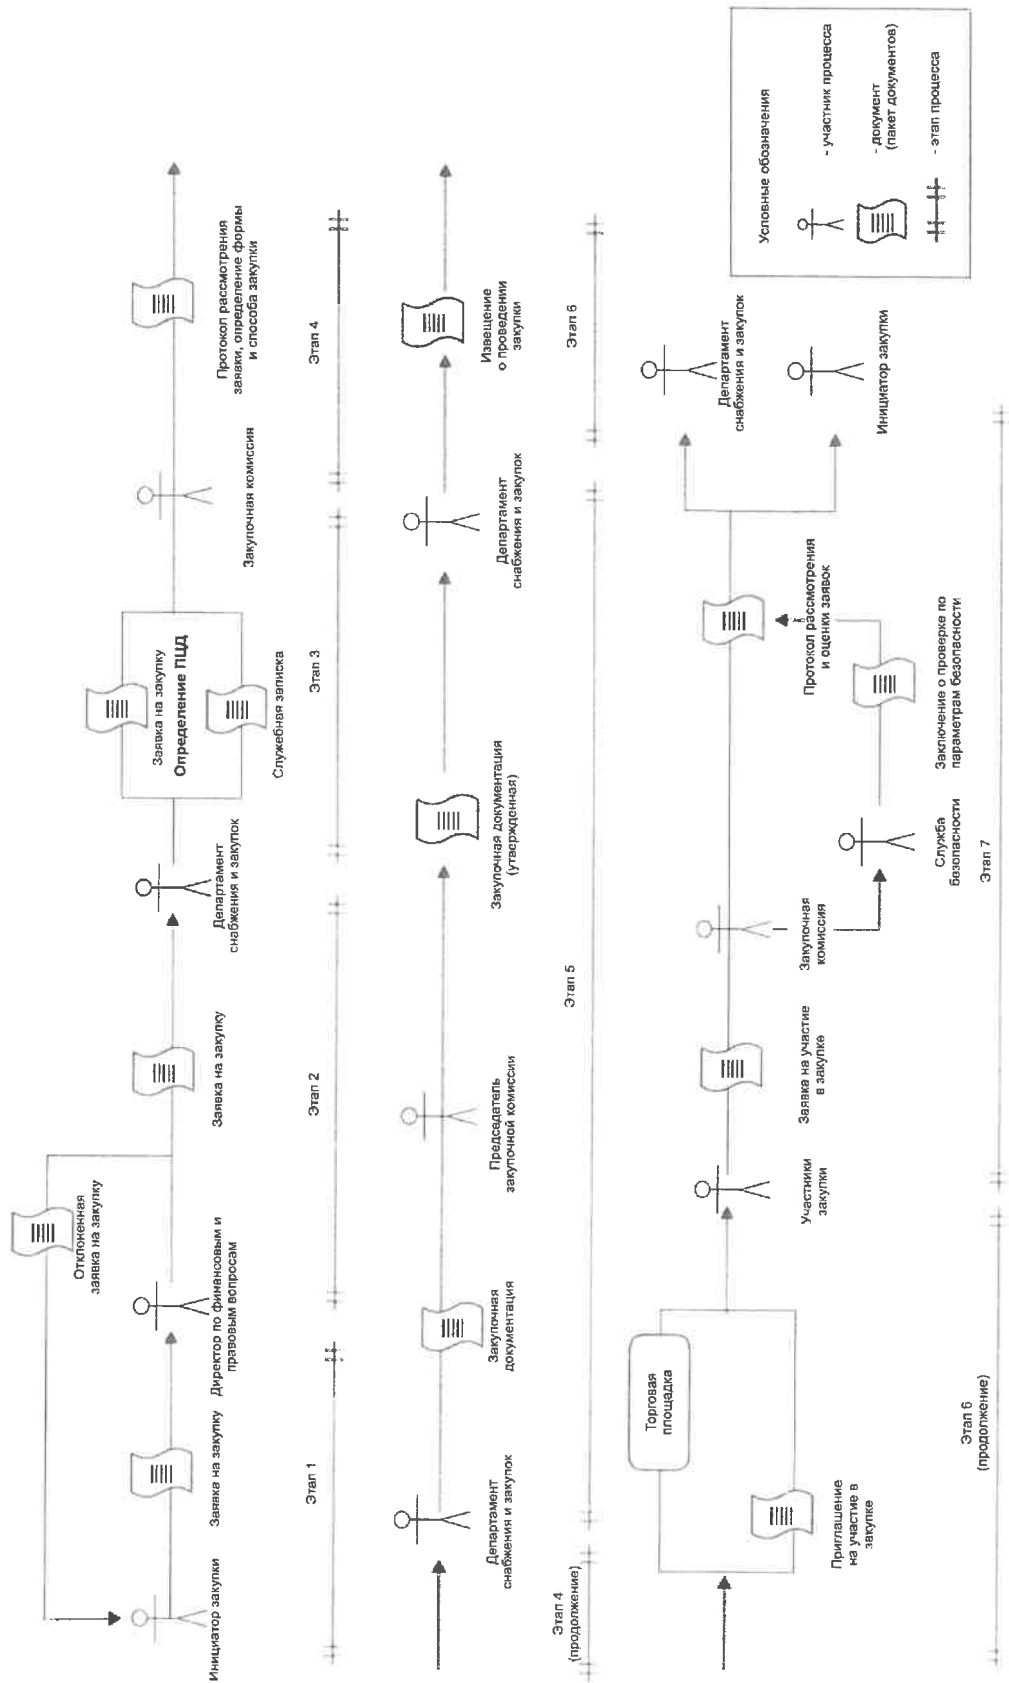 Отклоненная
заявка на закупку
Инициатор закупки
Заявка на закупку
Директор по финансовым и
правовым вопросам
Заявка на закупку
Департамент
снабжения и закупок
Заявка на закупку
Определение ПЦД
Служебная записка
Закупочная комиссия
Протокол рассмотрения
заявки, определение формы
и способа закупки
Этап 1
Этап 2
Этап 3
Этап 4
Департамент
снабжения и закупок
Закупочная
документация
Председатель
закупочной комиссии
Закупочная документация
(утвержденная)
Департамент
снабжения и закупок
Извещение
о проведении
закупки
Этап 4
(продолжение)
Этап 5
Этап 6
Торговая
площадка
Приглашение
на участие в
закупке
Участники
закупки
Заявка на участие
в закупке
Закупочная
комиссия
Служба
безопасности
Заключение о проверке по
параметрам безопасности
Протокол рассмотрения
и оценки заявок
Департамент
снабжения и закупок
Инициатор закупки
Этап 6
(продолжение)
Этап 7
Условные обозначения
- участник процесса
- документ
(пакет документов)
- этап процесса